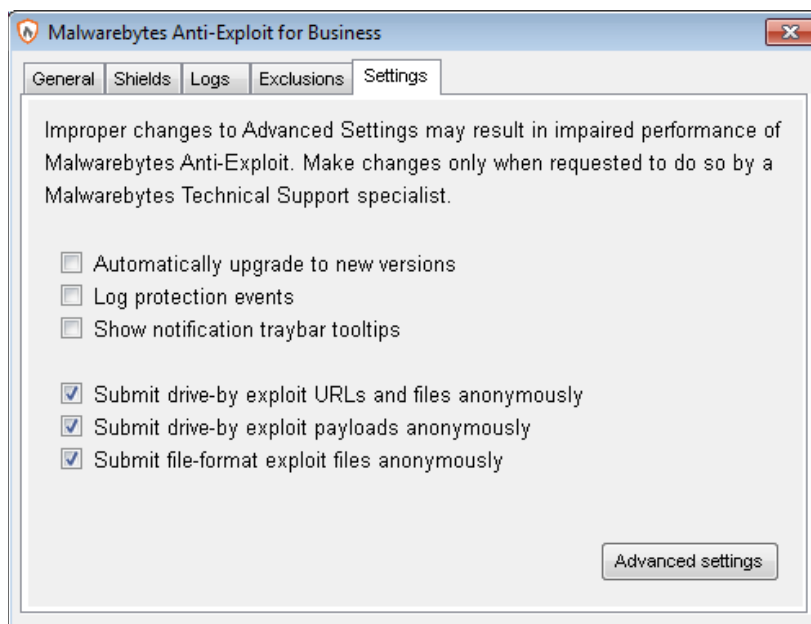 Malwarebytes Anti-Exploit for Business
General Shields Logs Exclusions Settings
Improper changes to Advanced Settings may result in impaired performance of
Malwarebytes Anti-Exploit. Make changes only when requested to do so by a
Malwarebytes Technical Support specialist.
Automatically upgrade to new versions
Log protection events
Show notification traybar tooltips
Submit drive-by exploit URLs and files anonymously
Submit drive-by exploit payloads anonymously
Submit file-format exploit files anonymously
Advanced settings